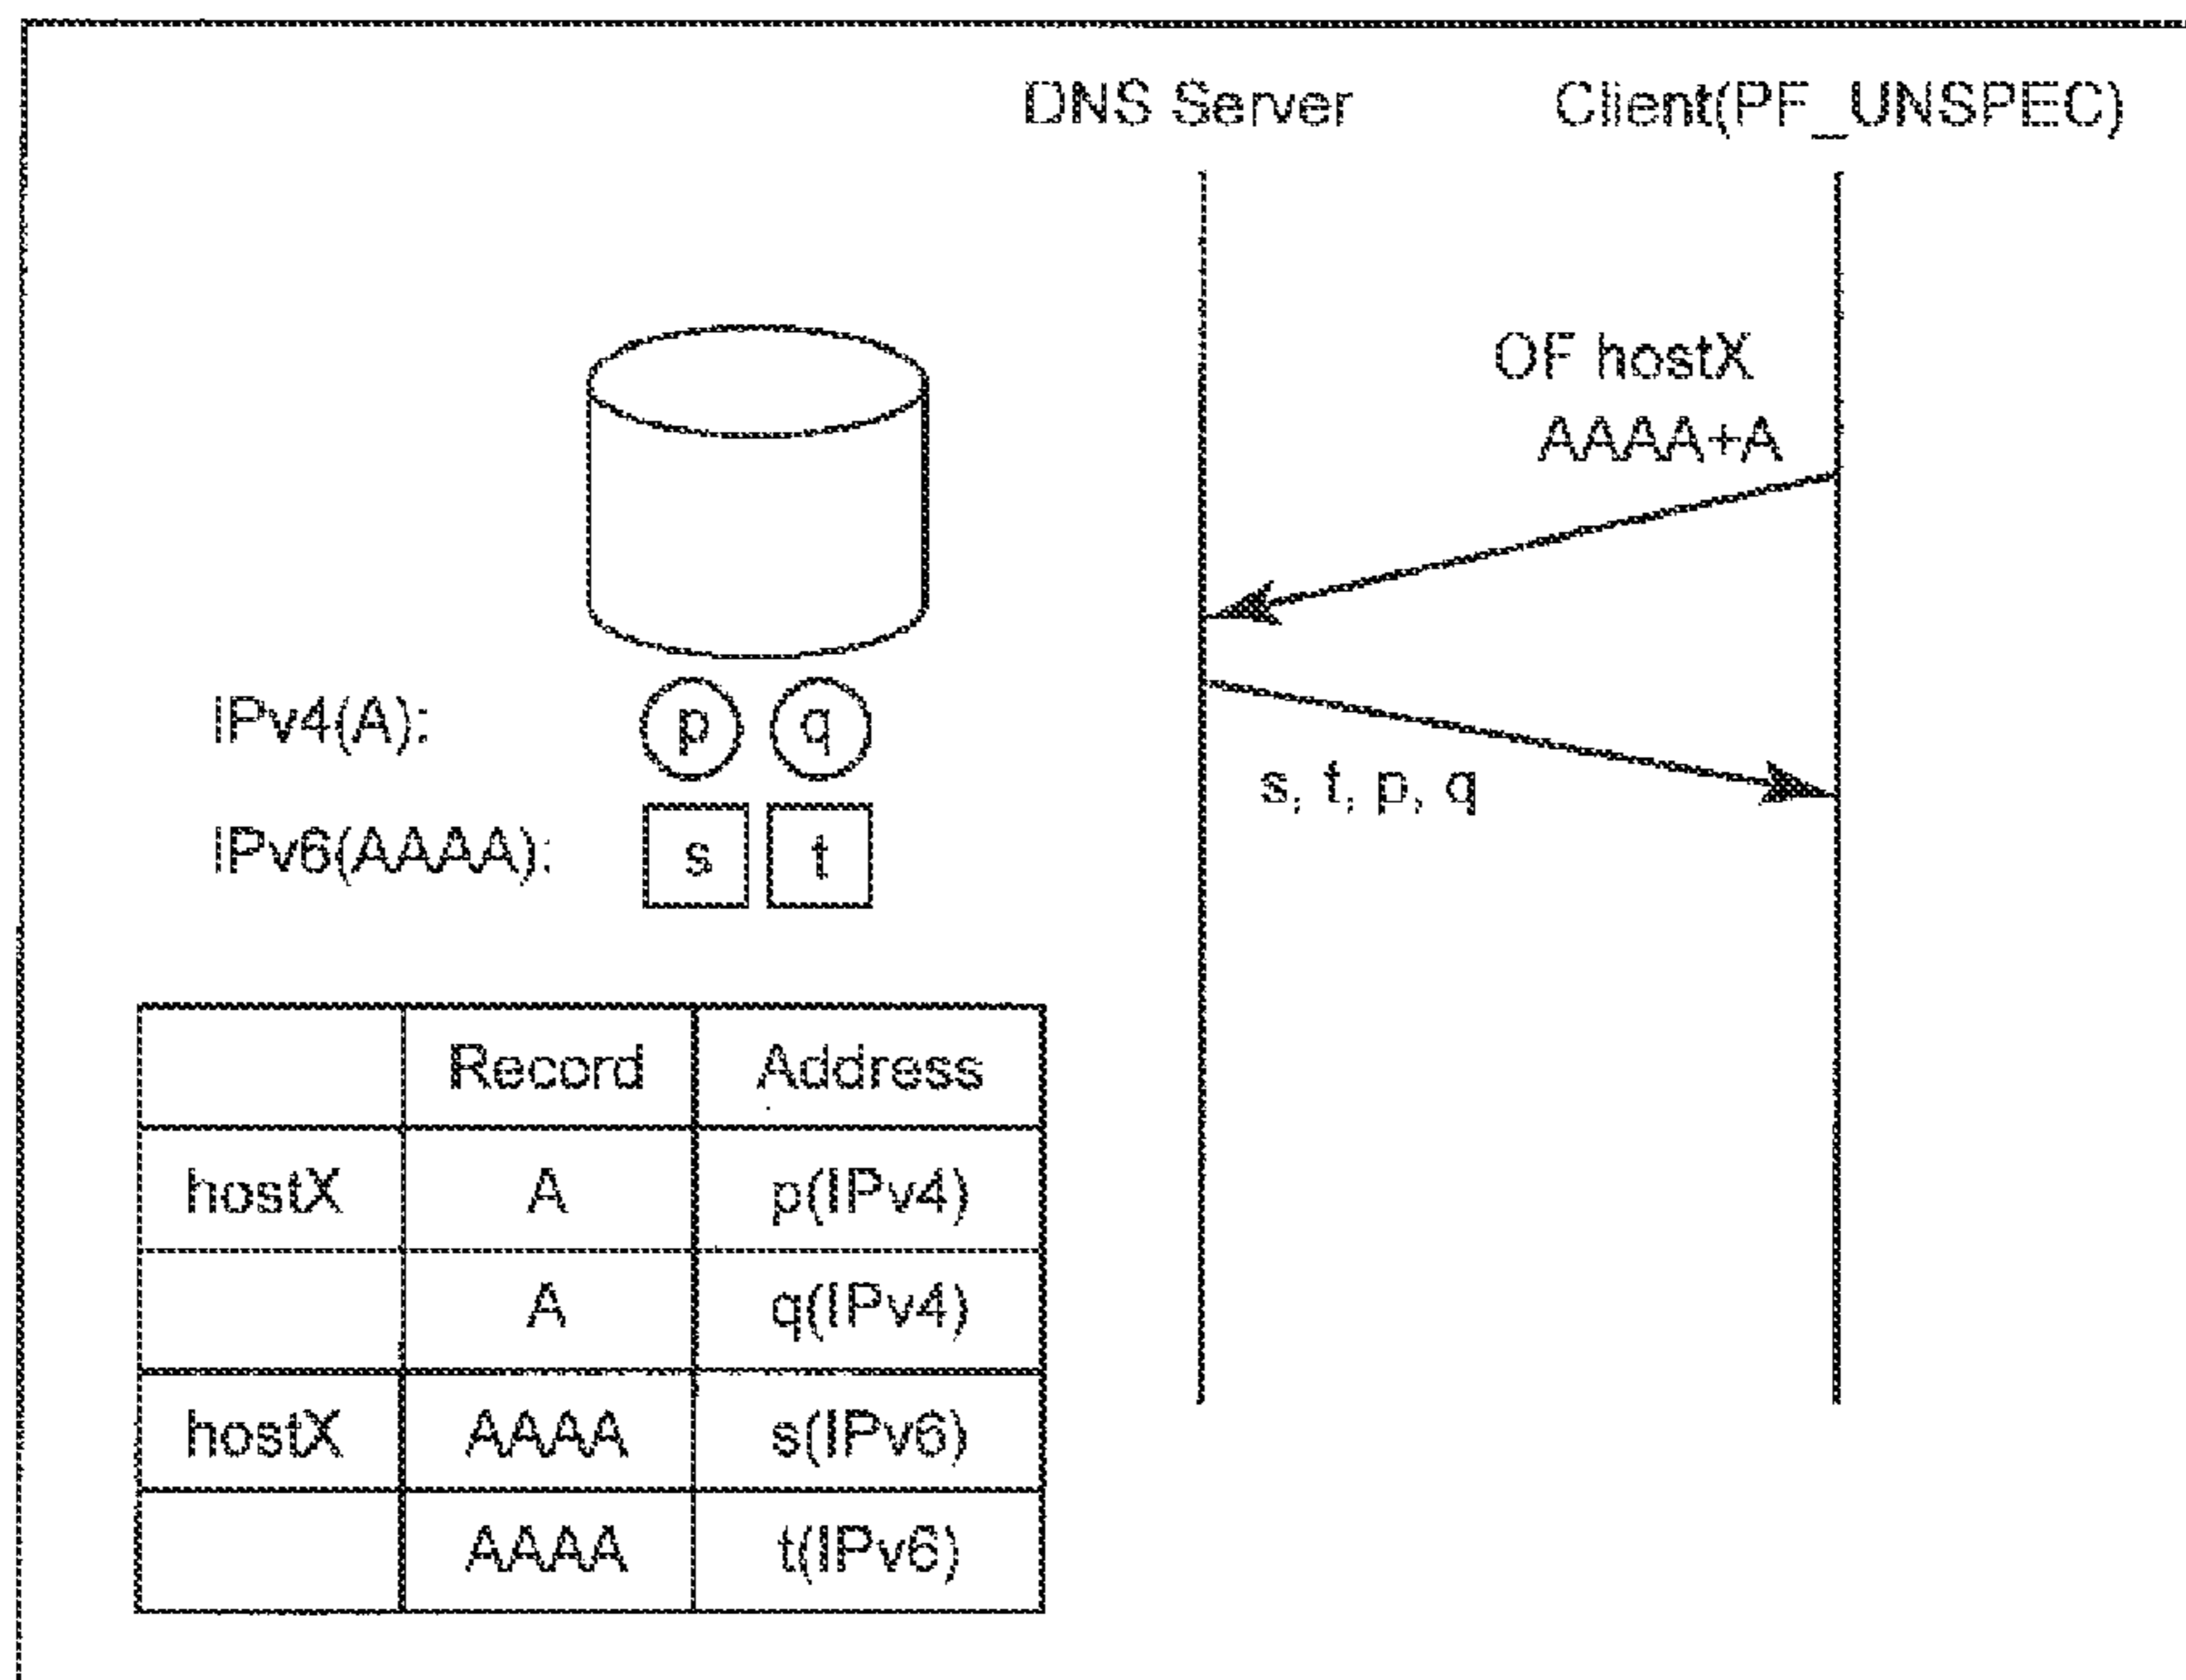 DNS Server Client(PF_UNSPEC)
OF hostX
AAAA+A
IPv4(A): p q
s, t, p, q
IPv6(AAAA): s t
Record Address
hostX A p(IPv4)
A q(IPv4)
hostX AAAA s(IPv6)
AAAA t(IPv6)